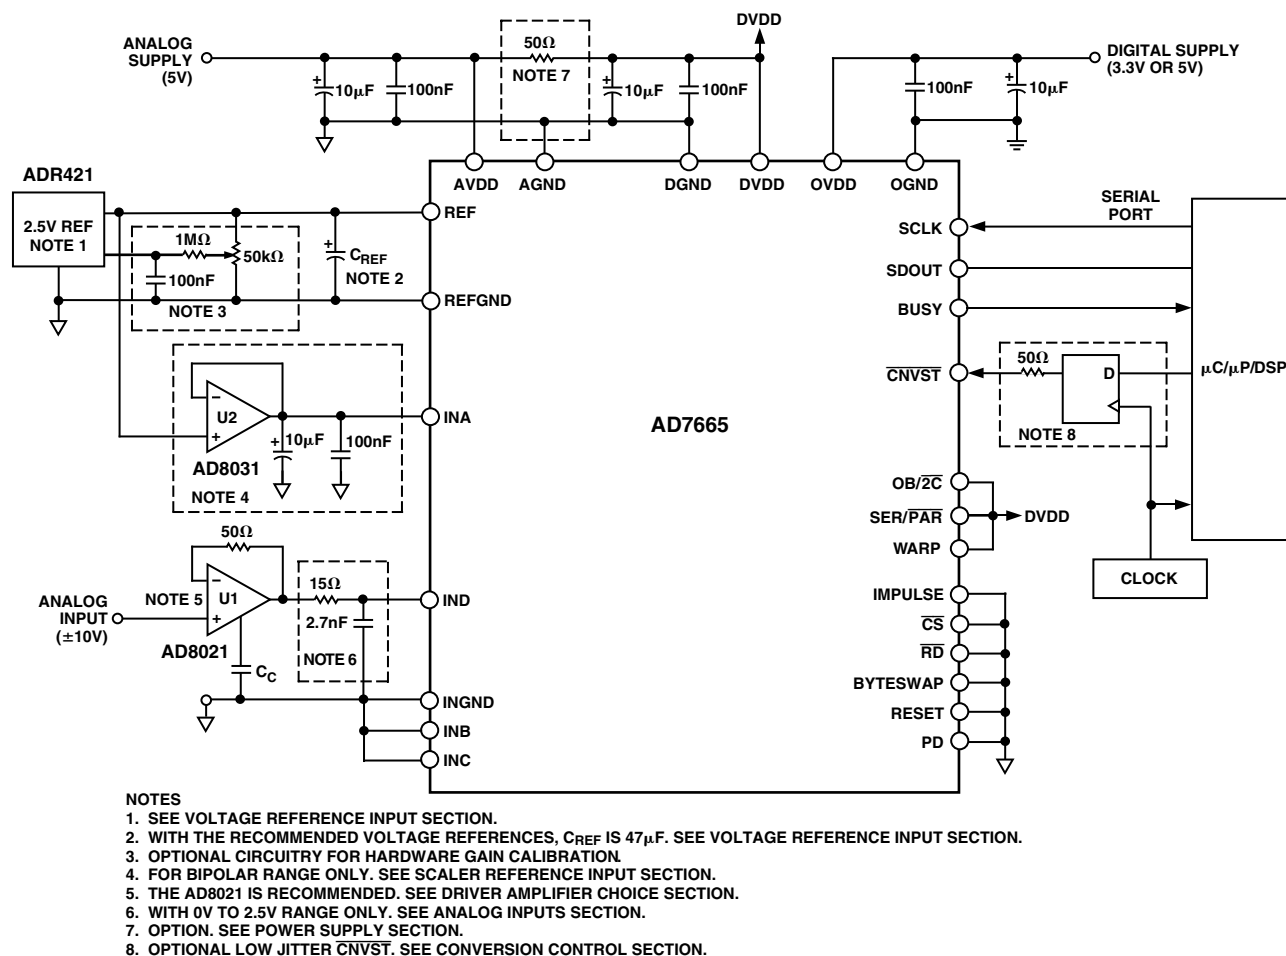 ANALOG
SUPPLY
(5V)
10μF
100nF
50Ω
NOTE 7
10μF
100nF
DVDD
100nF
10μF
DIGITAL SUPPLY
(3.3V OR 5V)
AVDD
AGND
DGND
DVDD
OVDD
OGND
ADR421
2.5V REF
NOTE 1
1MΩ
50kΩ
100nF
NOTE 3
CREF
NOTE 2
REF
REFGND
U2
AD8031
NOTE 4
10μF
100nF
INA
50Ω
ANALOG
INPUT
(±10V)
NOTE 5
U1
AD8021
CC
15Ω
2.7nF
NOTE 6
IND
INGND
INB
INC
AD7665
SCLK
SDOUT
BUSY
CNVST
OB/2C
SER/PAR
WARP
IMPULSE
CS
RD
BYTESWAP
RESET
PD
SERIAL
PORT
50Ω
D
NOTE 8
μC/μP/DSP
DVDD
CLOCK
NOTES
1. SEE VOLTAGE REFERENCE INPUT SECTION.
2. WITH THE RECOMMENDED VOLTAGE REFERENCES, CREF IS 47μF. SEE VOLTAGE REFERENCE INPUT SECTION.
3. OPTIONAL CIRCUITRY FOR HARDWARE GAIN CALIBRATION.
4. FOR BIPOLAR RANGE ONLY. SEE SCALER REFERENCE INPUT SECTION.
5. THE AD8021 IS RECOMMENDED. SEE DRIVER AMPLIFIER CHOICE SECTION.
6. WITH 0V TO 2.5V RANGE ONLY. SEE ANALOG INPUTS SECTION.
7. OPTION. SEE POWER SUPPLY SECTION.
8. OPTIONAL LOW JITTER CNVST. SEE CONVERSION CONTROL SECTION.